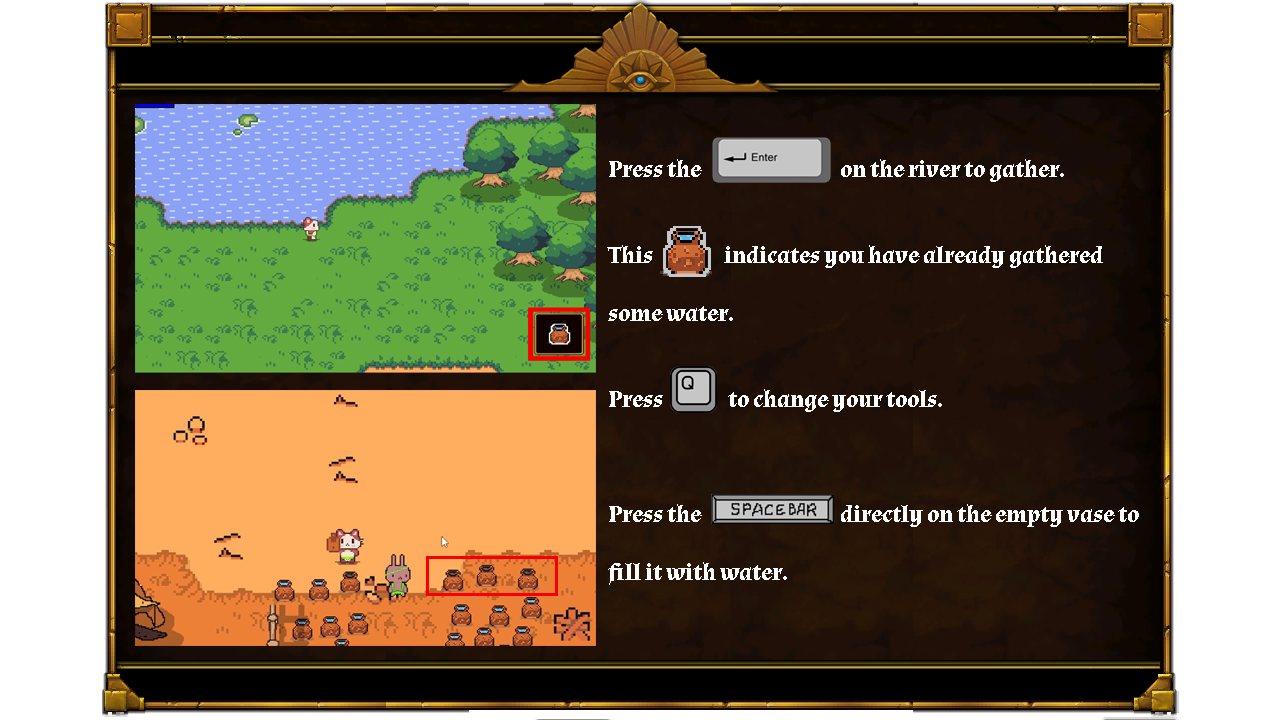 Press the Enter on the river to gather.
This indicates you have already gathered
some water.
Press Q to change your tools.
Press the SPACEBAR directly on the empty vase to
fill it with water.